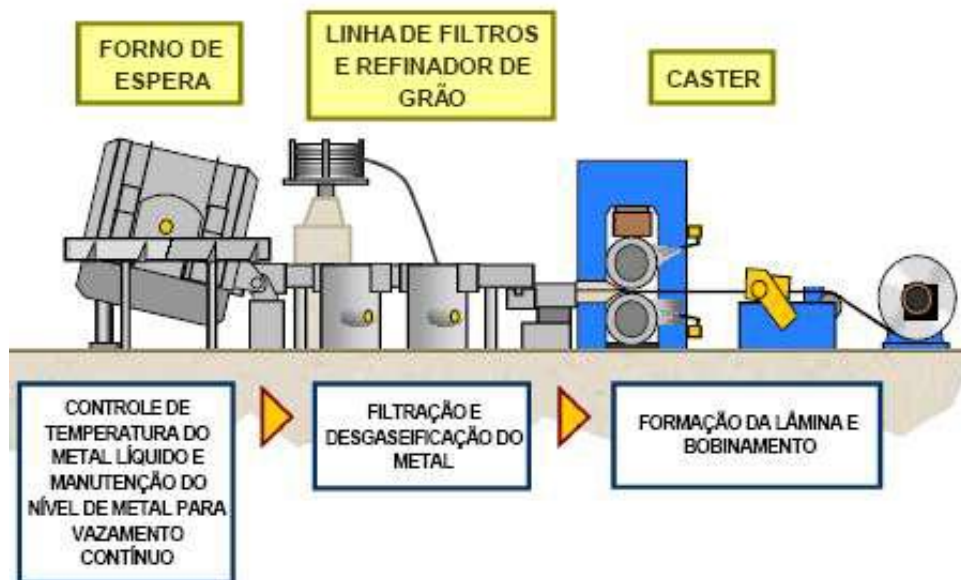 FORNO DE
ESPERA
LINHA DE FILTROS
E REFINADOR DE
GRÃO
CASTER
CONTROLE DE
TEMPERATURA DO
METAL LÍQUIDO E
MANUTENÇÃO DO
NÍVEL DE METAL PARA
VAZAMENTO
CONTÍNUO
FILTRAÇÃO E
DESGASEIFICAÇÃO DO
METAL
FORMAÇÃO DA LÂMINA E
BOBINAMENTO